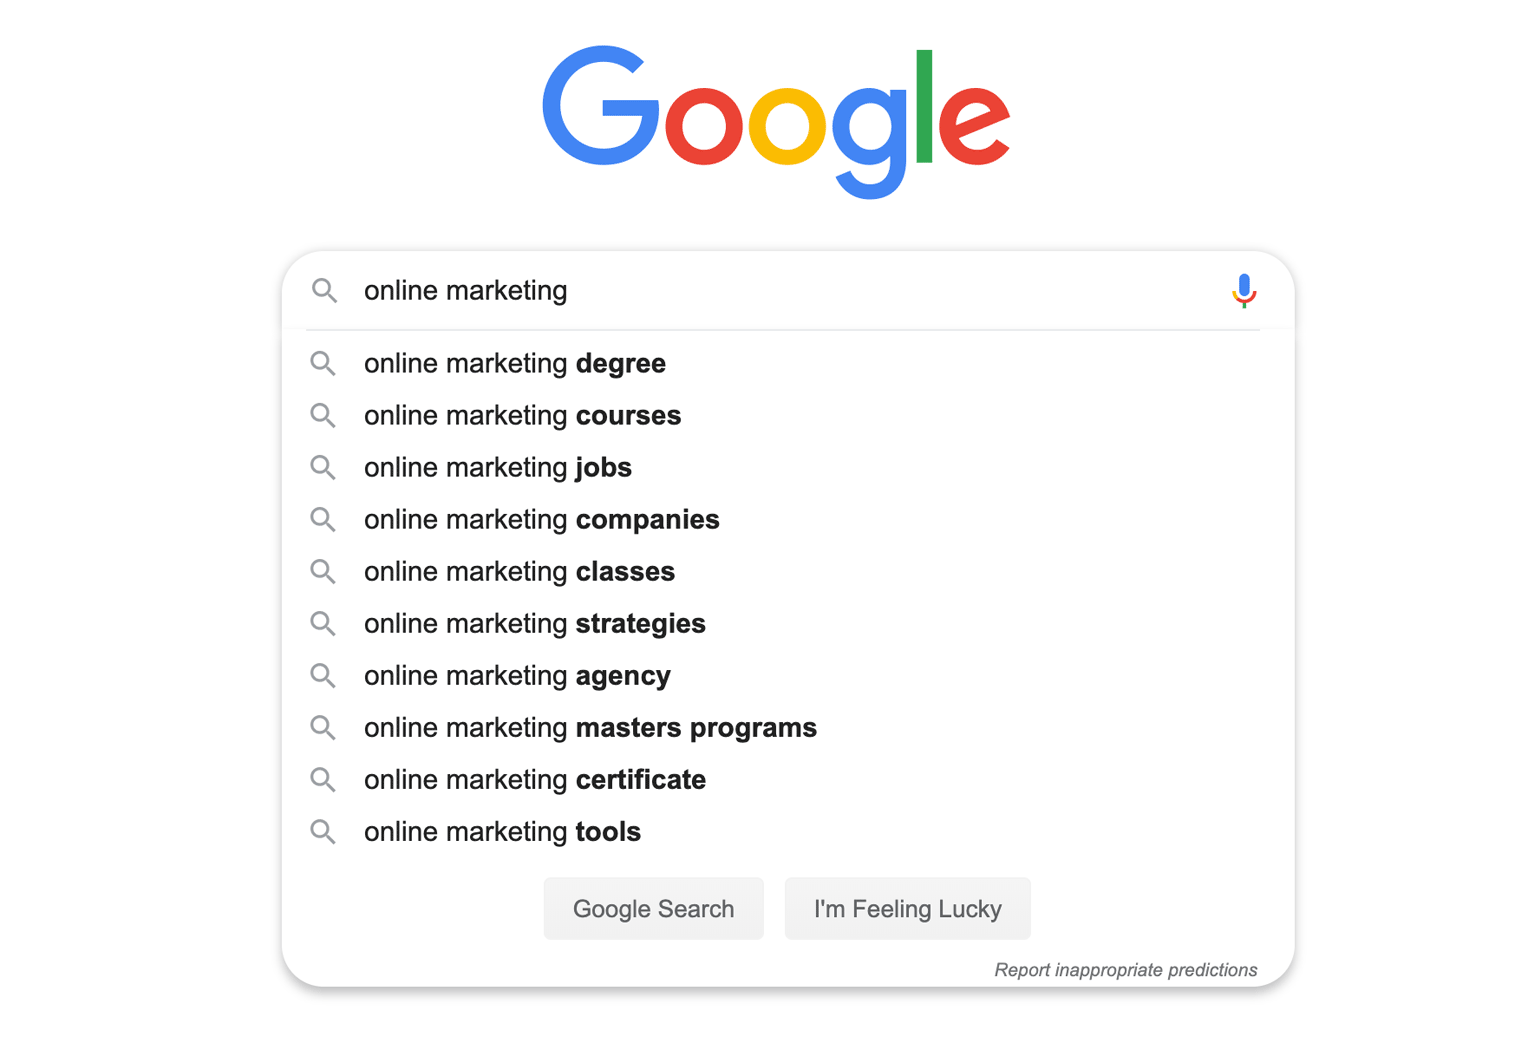 Google
online marketing
online marketing degree
online marketing courses
online marketing jobs
online marketing companies
online marketing classes
online marketing strategies
online marketing agency
online marketing masters programs
online marketing certificate
online marketing tools
Google Search I'm Feeling Lucky
Report inappropriate predictions